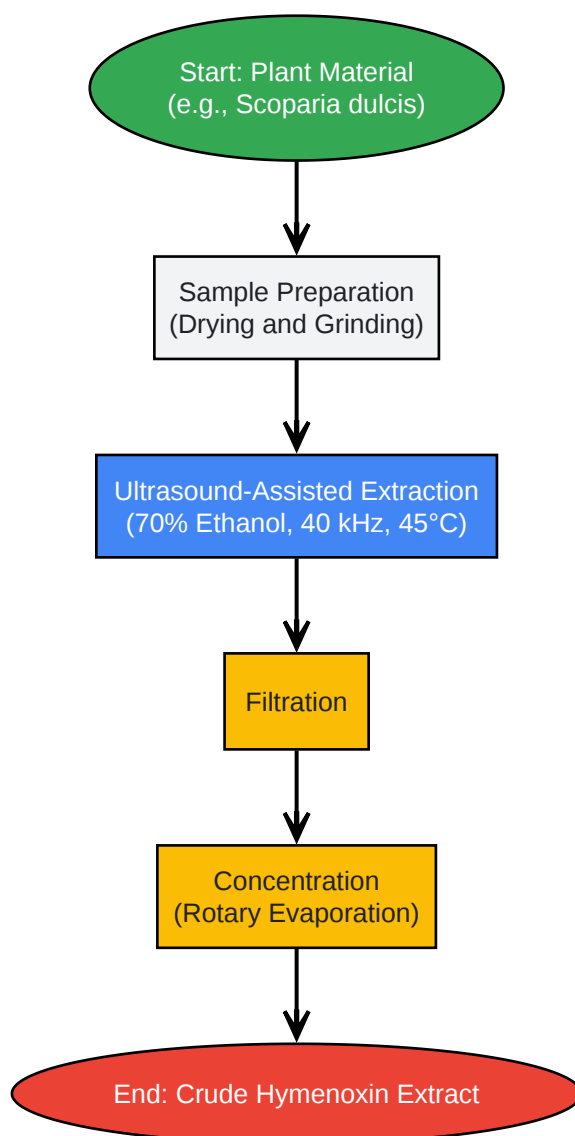 Start: Plant Material
(e.g., Scoparia dulcis)
Sample Preparation
(Drying and Grinding)
Ultrasound-Assisted Extraction
(70% Ethanol, 40 kHz, 45°C)
Filtration
Concentration
(Rotary Evaporation)
End: Crude Hymenoxin Extract